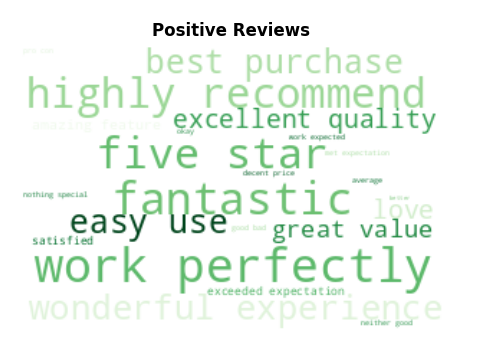 Positive Reviews
best purchase
highly recommend
excellent quality
amazing feature
okay
work expected
five star
met expectation
decent price
average
nothing special
fantastic
better
love
easy use
good bad
great value
satisfied
work perfectly
exceeded expectation
wonderful experience
neither good